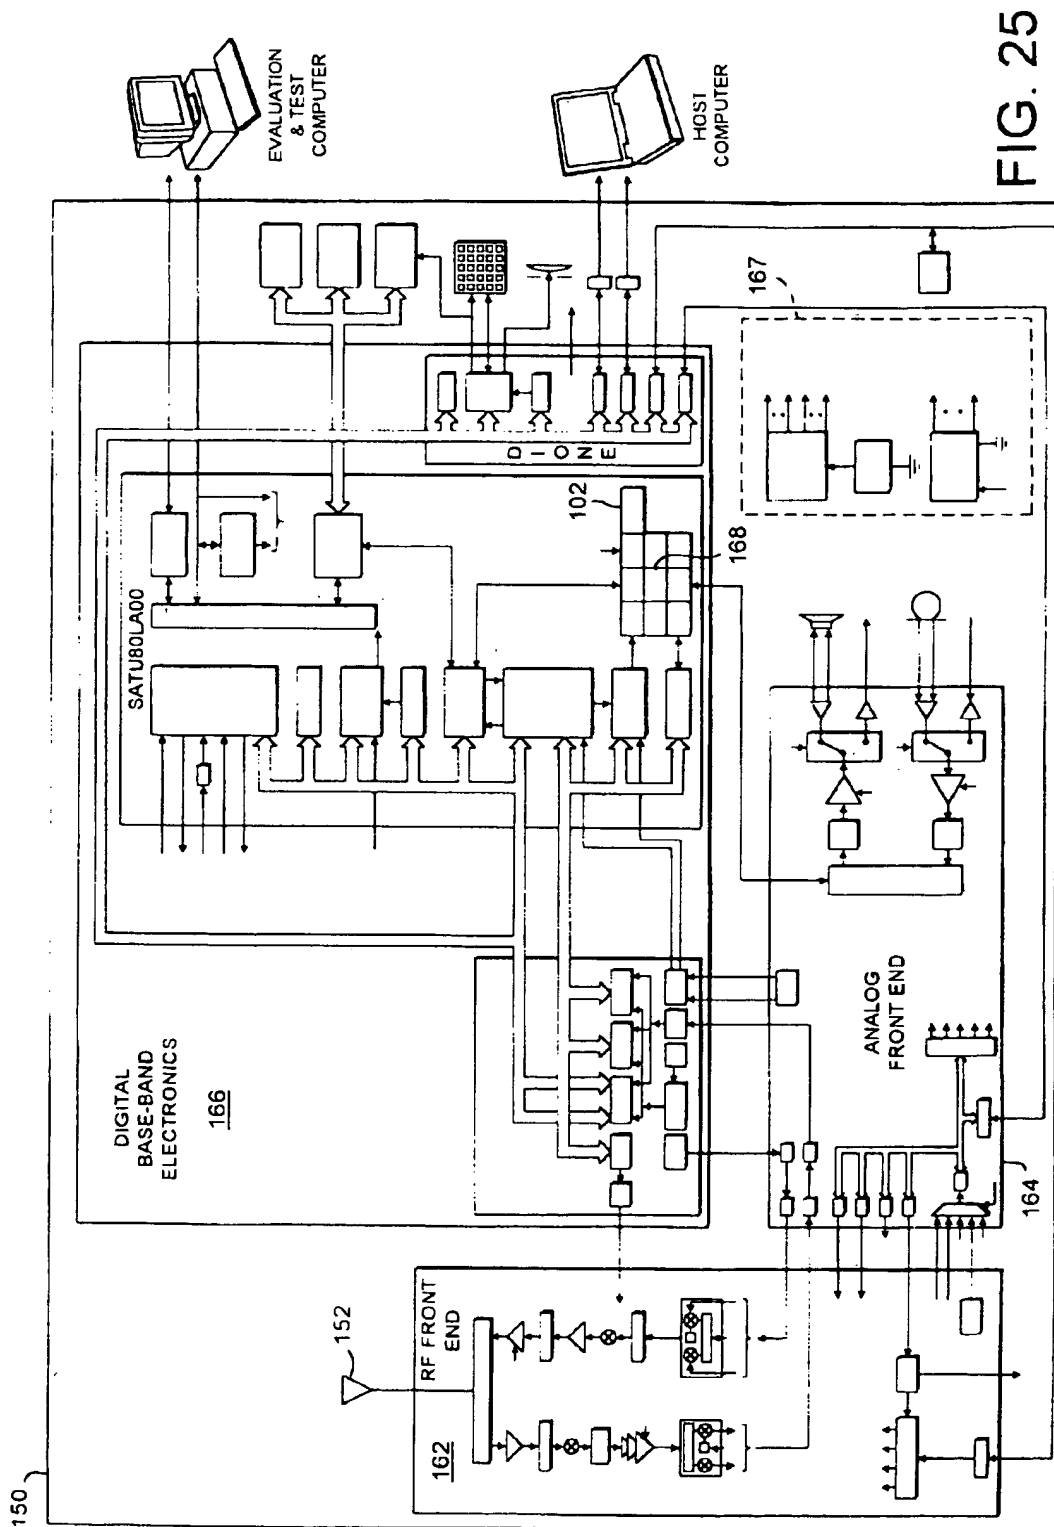 FIG. 25
EVALUATION
& TEST
COMPUTER
HOST
COMPUTER
167
DIONE
102
168
SATU80LA00
DIGITAL
BASE-BAND
ELECTRONICS
166
ANALOG
FRONT END
164
152
RF FRONT
END
162
150